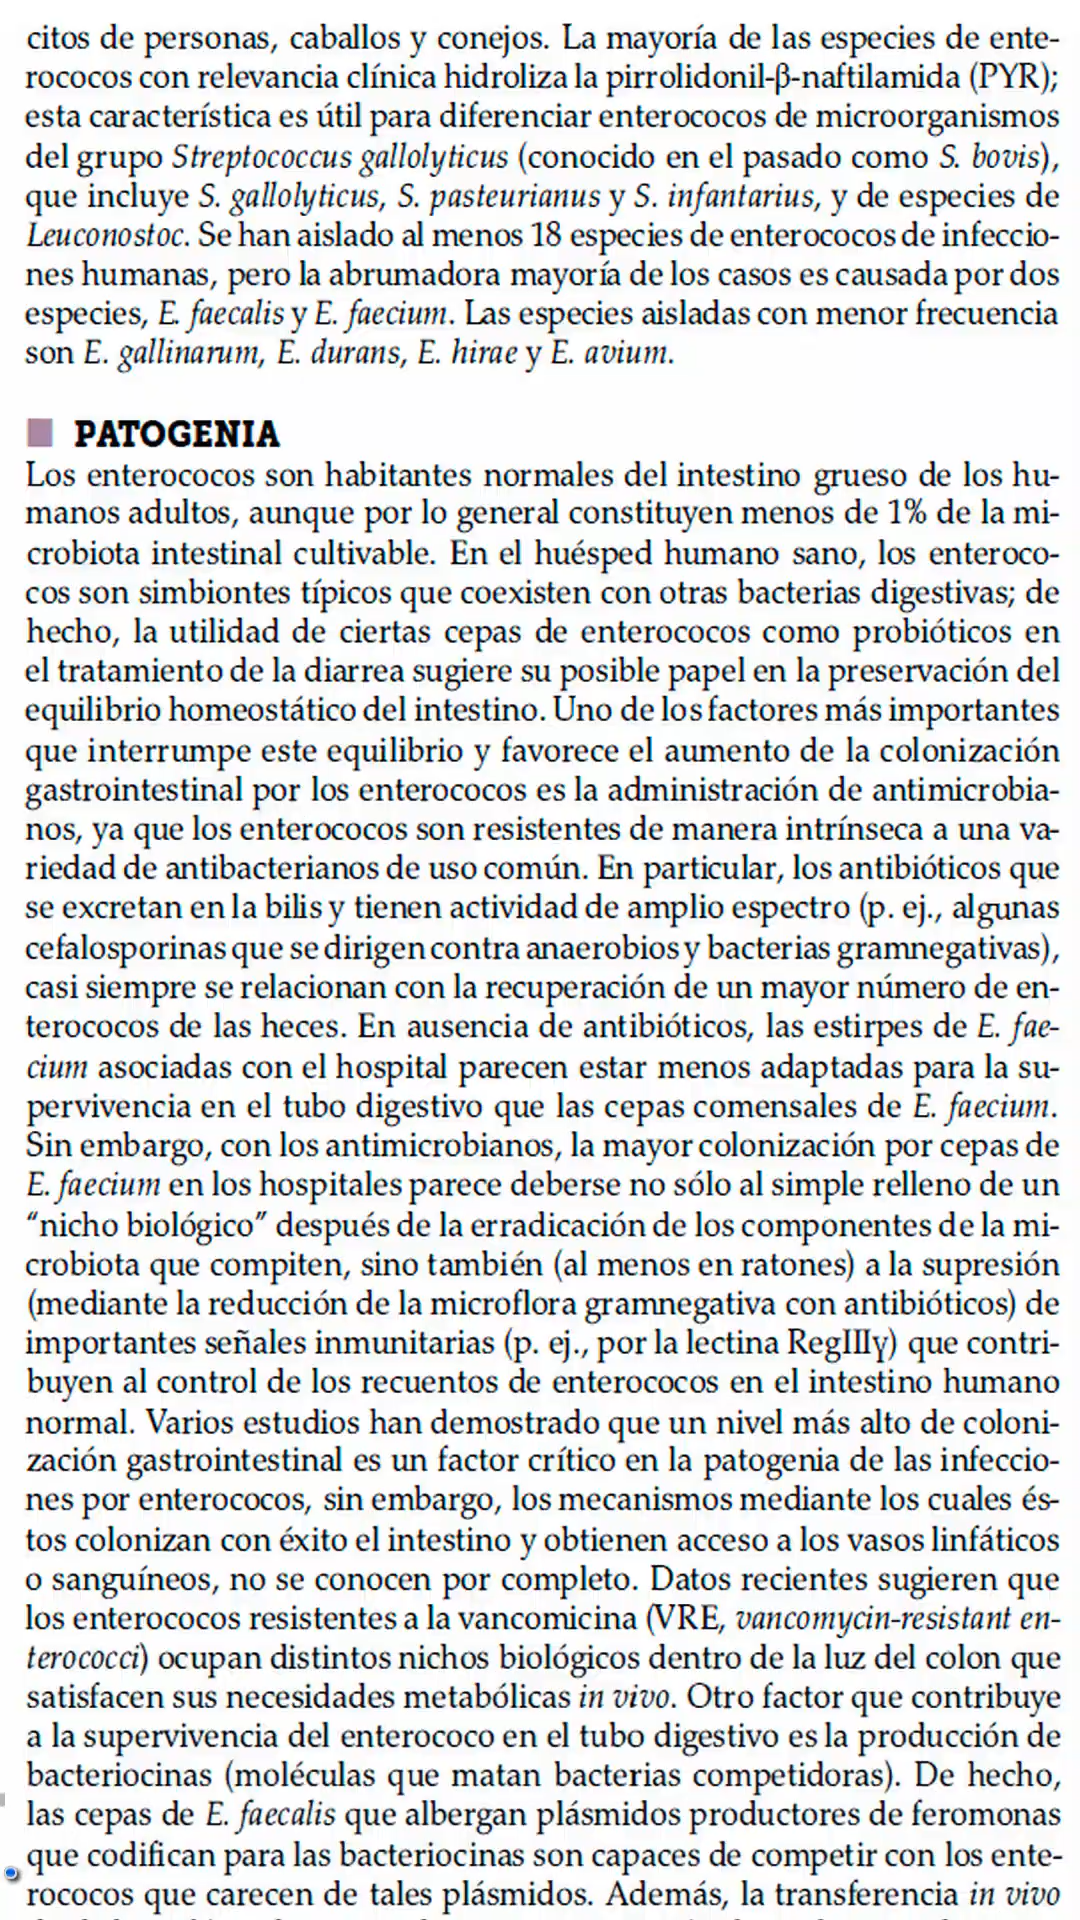 citos de personas, caballos y conejos. La mayoría de las especies de ente-
rococos con relevancia clínica hidroliza la pirrolidonil-β-naftilamida (PYR);
esta característica es útil para diferenciar enterococos de microorganismos
del grupo Streptococcus gallolyticus (conocido en el pasado como S. bovis),
que incluye S. gallolyticus, S. pasteurianus y S. infantarius, y de especies de
Leuconostoc. Se han aislado al menos 18 especies de enterococos de infeccio-
nes humanas, pero la abrumadora mayoría de los casos es causada por dos
especies, E. faecalis y E. faecium. Las especies aisladas con menor frecuencia
son E. gallinarum, E. durans, E. hirae y E. avium.
PATOGENIA
Los enterococos son habitantes normales del intestino grueso de los hu-
manos adultos, aunque por lo general constituyen menos de 1% de la mi-
crobiota intestinal cultivable. En el huésped humano sano, los enteroco-
cos son simbiontes típicos que coexisten con otras bacterias digestivas; de
hecho, la utilidad de ciertas cepas de enterococos como probióticos en
el tratamiento de la diarrea sugiere su posible papel en la preservación del
equilibrio homeostático del intestino. Uno de los factores más importantes
que interrumpe este equilibrio y favorece el aumento de la colonización
gastrointestinal por los enterococos es la administración de antimicrobia-
nos, ya que los enterococos son resistentes de manera intrínseca a una va-
riedad de antibacterianos de uso común. En particular, los antibióticos que
se excretan en la bilis y tienen actividad de amplio espectro (p. ej., algunas
cefalosporinas que se dirigen contra anaerobios y bacterias gramnegativas),
casi siempre se relacionan con la recuperación de un mayor número de en-
terococos de las heces. En ausencia de antibióticos, las estirpes de E. fae-
cium asociadas con el hospital parecen estar menos adaptadas para la su-
pervivencia en el tubo digestivo que las cepas comensales de E. faecium.
Sin embargo, con los antimicrobianos, la mayor colonización por cepas de
E. faecium en los hospitales parece deberse no sólo al simple relleno de un
“nicho biológico” después de la erradicación de los componentes de la mi-
crobiota que compiten, sino también (al menos en ratones) a la supresión
(mediante la reducción de la microflora gramnegativa con antibióticos) de
importantes señales inmunitarias (p. ej., por la lectina RegIIIγ) que contri-
buyen al control de los recuentos de enterococos en el intestino humano
normal. Varios estudios han demostrado que un nivel más alto de coloni-
zación gastrointestinal es un factor crítico en la patogenia de las infeccio-
nes por enterococos, sin embargo, los mecanismos mediante los cuales és-
tos colonizan con éxito el intestino y obtienen acceso a los vasos linfáticos
o sanguíneos, no se conocen por completo. Datos recientes sugieren que
los enterococos resistentes a la vancomicina (VRE, vancomycin-resistant en-
terococci) ocupan distintos nichos biológicos dentro de la luz del colon que
satisfacen sus necesidades metabólicas in vivo. Otro factor que contribuye
a la supervivencia del enterococo en el tubo digestivo es la producción de
bacteriocinas (moléculas que matan bacterias competidoras). De hecho,
las cepas de E. faecalis que albergan plásmidos productores de feromonas
que codifican para las bacteriocinas son capaces de competir con los ente-
rococos que carecen de tales plásmidos. Además, la transferencia in vivo